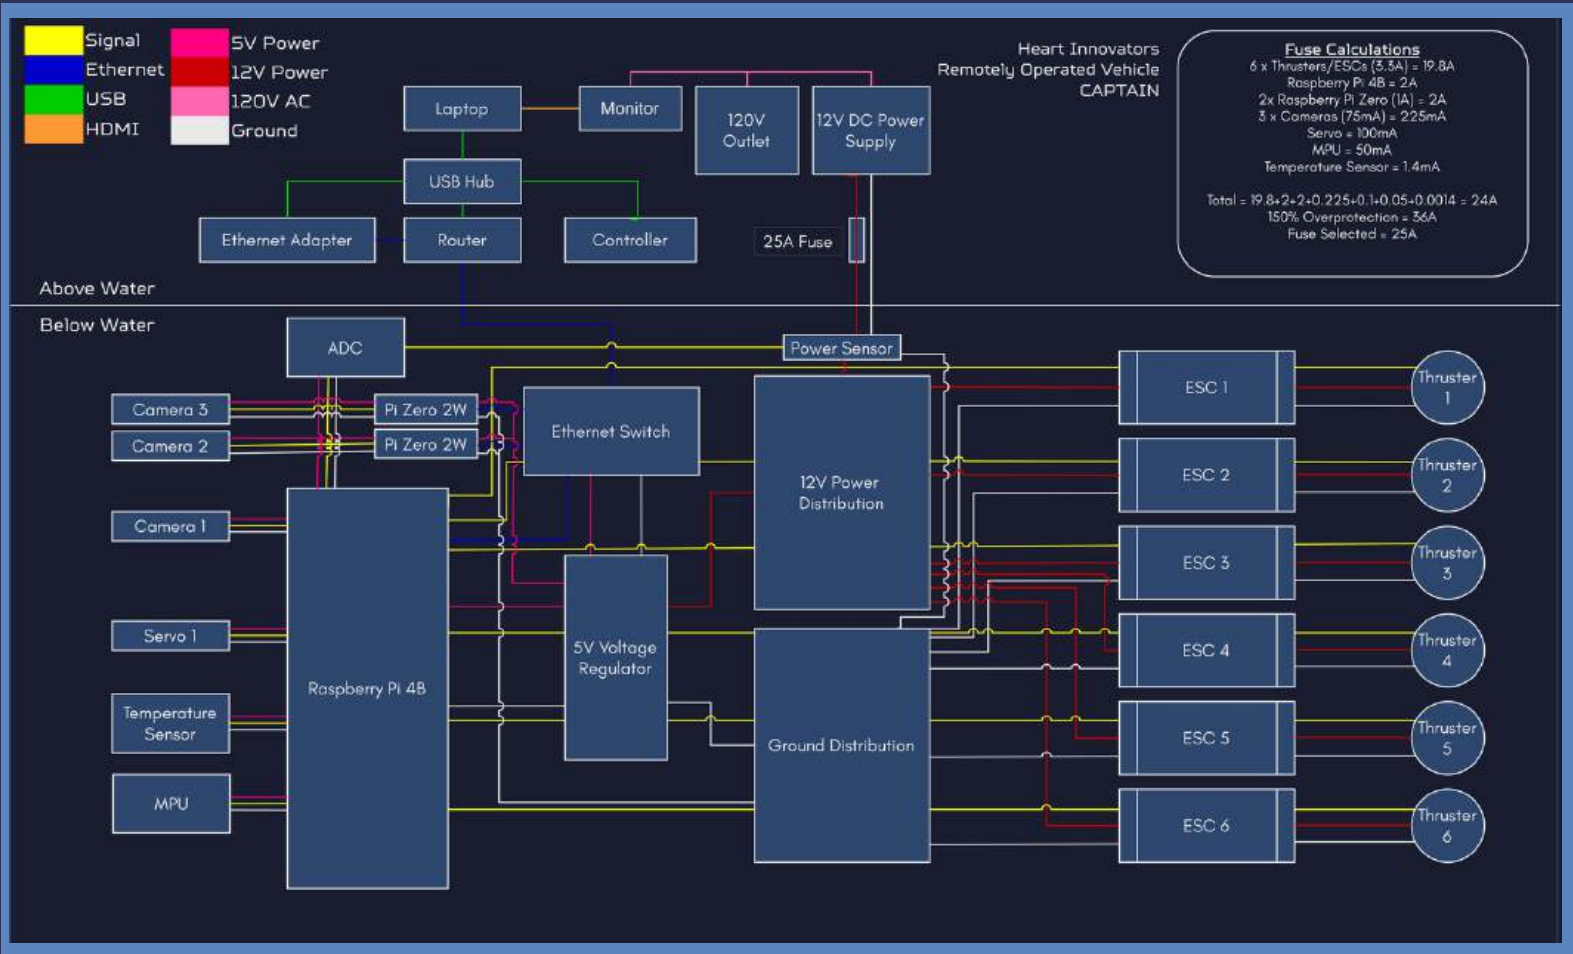 Signal
Ethernet
USB
HDMI
5V Power
12V Power
120V AC
Ground
Heart Innovators
Remotely Operated Vehicle
CAPTAIN
Fuse Calculations
6 x Thrusters/ESCs (3.3A) = 19.8A
Raspberry Pi 4B = 2A
2x Raspberry Pi Zero (1A) = 2A
3 x Cameras (75mA) = 225mA
Servo = 100mA
MPU = 50mA
Temperature Sensor = 1.4mA
Total = 19.8+2+2+0.225+0.1+0.05+0.0014 = 24A
150% Overprotection = 36A
Fuse Selected = 25A
Laptop
Monitor
120V
Outlet
12V DC Power
Supply
USB Hub
Ethernet Adapter
Router
Controller
25A Fuse
Above Water
Below Water
ADC
Power Sensor
Camera 3
Pi Zero 2W
Camera 2
Pi Zero 2W
Ethernet Switch
Camera 1
12V Power
Distribution
Servo 1
5V Voltage
Regulator
Raspberry Pi 4B
Temperature
Sensor
Ground Distribution
MPU
ESC 1
Thruster
1
ESC 2
Thruster
2
ESC 3
Thruster
3
ESC 4
Thruster
4
ESC 5
Thruster
5
ESC 6
Thruster
6